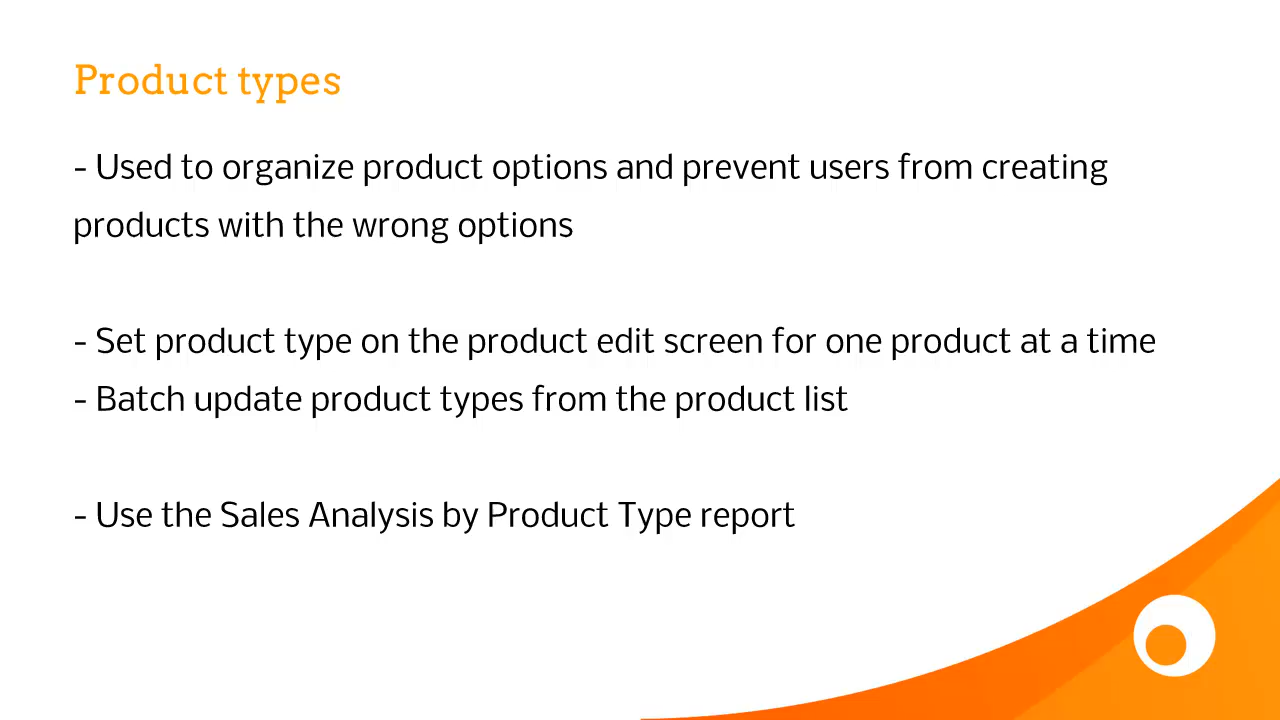 Product types
- Used to organize product options and prevent users from creating
products with the wrong options
- Set product type on the product edit screen for one product at a time
- Batch update product types from the product list
- Use the Sales Analysis by Product Type report